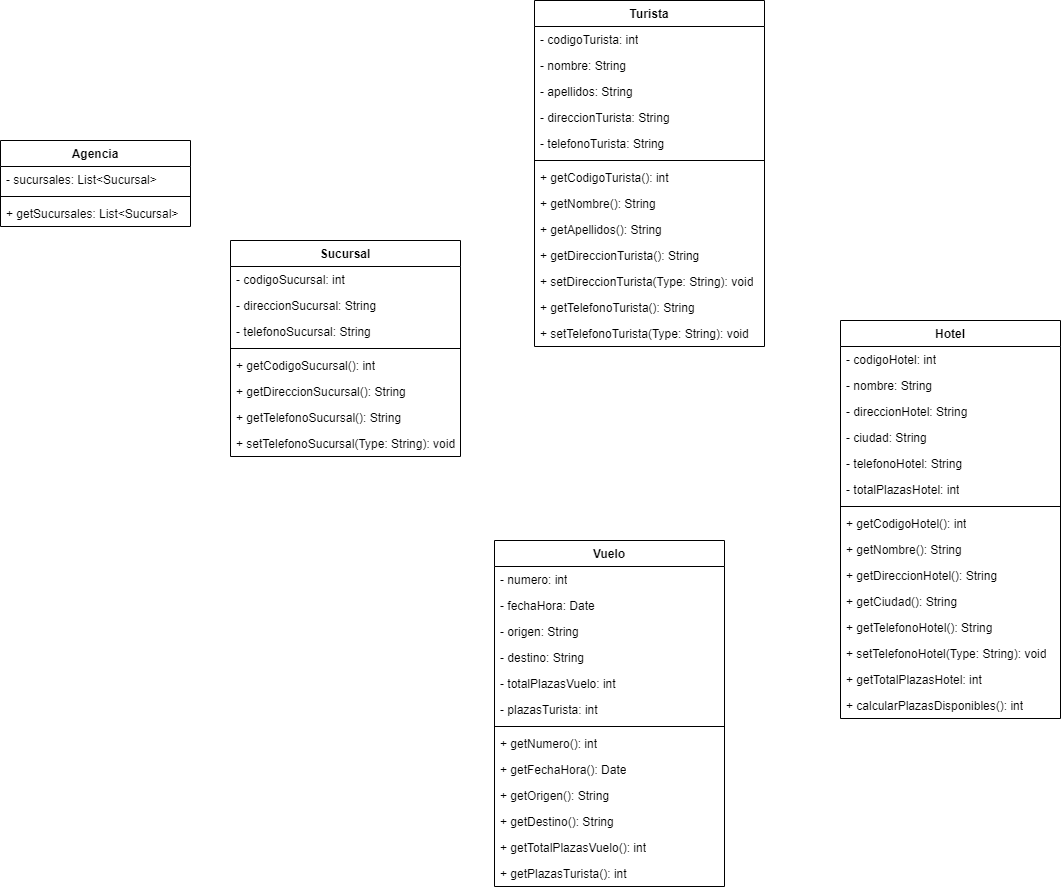 Turista
- codigoTurista: int
- nombre: String
- apellidos: String
- direccionTurista: String
- telefonoTurista: String
+ getCodigoTurista(): int
+ getNombre(): String
+ getApellidos(): String
+ getDireccionTurista(): String
+ setDireccionTurista(Type: String): void
+ getTelefonoTurista(): String
+ setTelefonoTurista(Type: String): void
Agencia
- sucursales: List<Sucursal>
+ getSucursales: List<Sucursal>
Sucursal
- codigoSucursal: int
- direccionSucursal: String
- telefonoSucursal: String
+ getCodigoSucursal(): int
+ getDireccionSucursal(): String
+ getTelefonoSucursal(): String
+ setTelefonoSucursal(Type: String): void
Hotel
- codigoHotel: int
- nombre: String
- direccionHotel: String
- ciudad: String
- telefonoHotel: String
- totalPlazasHotel: int
+ getCodigoHotel(): int
+ getNombre(): String
+ getDireccionHotel(): String
+ getCiudad(): String
+ getTelefonoHotel(): String
+ setTelefonoHotel(Type: String): void
+ getTotalPlazasHotel: int
+ calcularPlazasDisponibles(): int
Vuelo
- numero: int
- fechaHora: Date
- origen: String
- destino: String
- totalPlazasVuelo: int
- plazasTurista: int
+ getNumero(): int
+ getFechaHora(): Date
+ getOrigen(): String
+ getDestino(): String
+ getTotalPlazasVuelo(): int
+ getPlazasTurista(): int